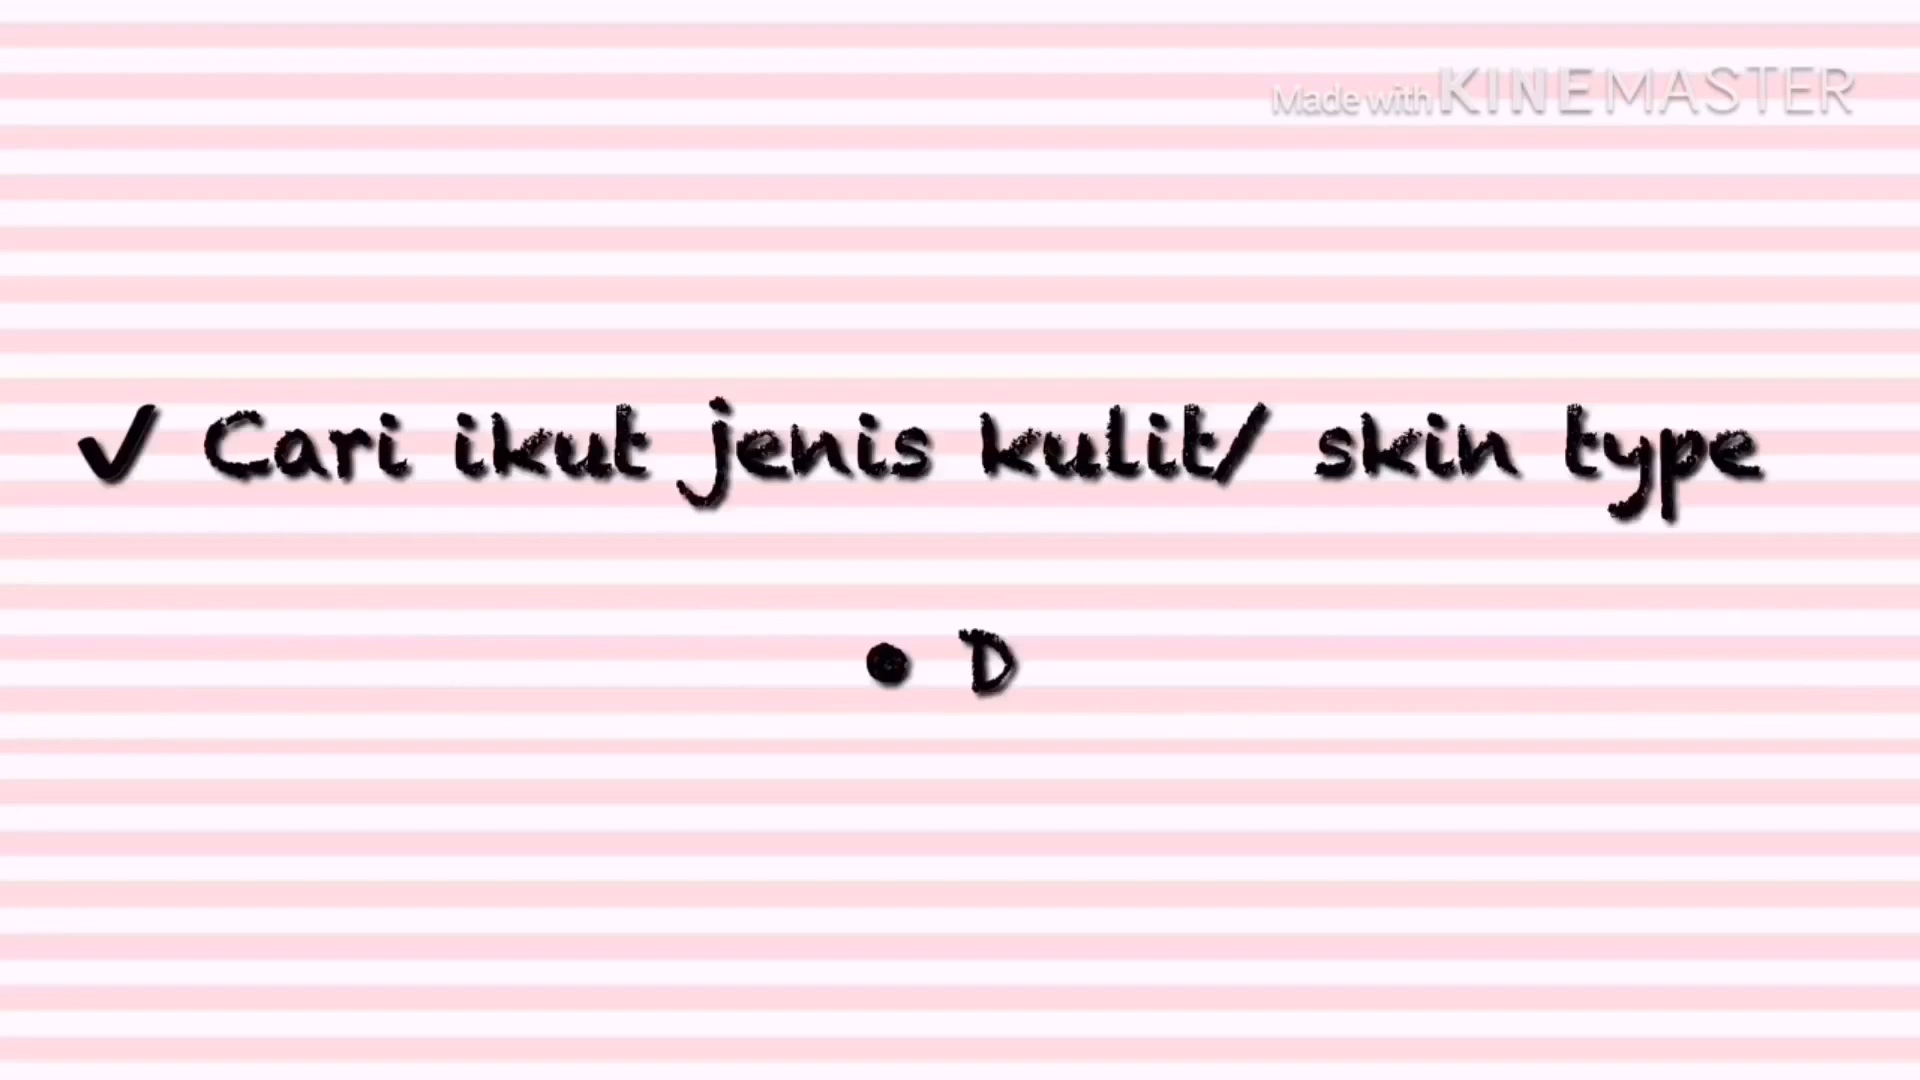 Made with KINEMASTER
✓ Cari ikut jenis kulit/ skin type
• D